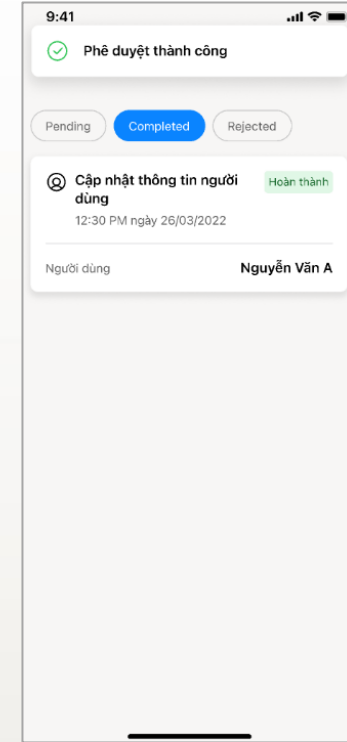 9:41
Phê duyệt thành công
Pending Completed Rejected
Cập nhật thông tin người Hoàn thành
dùng
12:30 PM ngày 26/03/2022
Người dùng Nguyễn Văn A